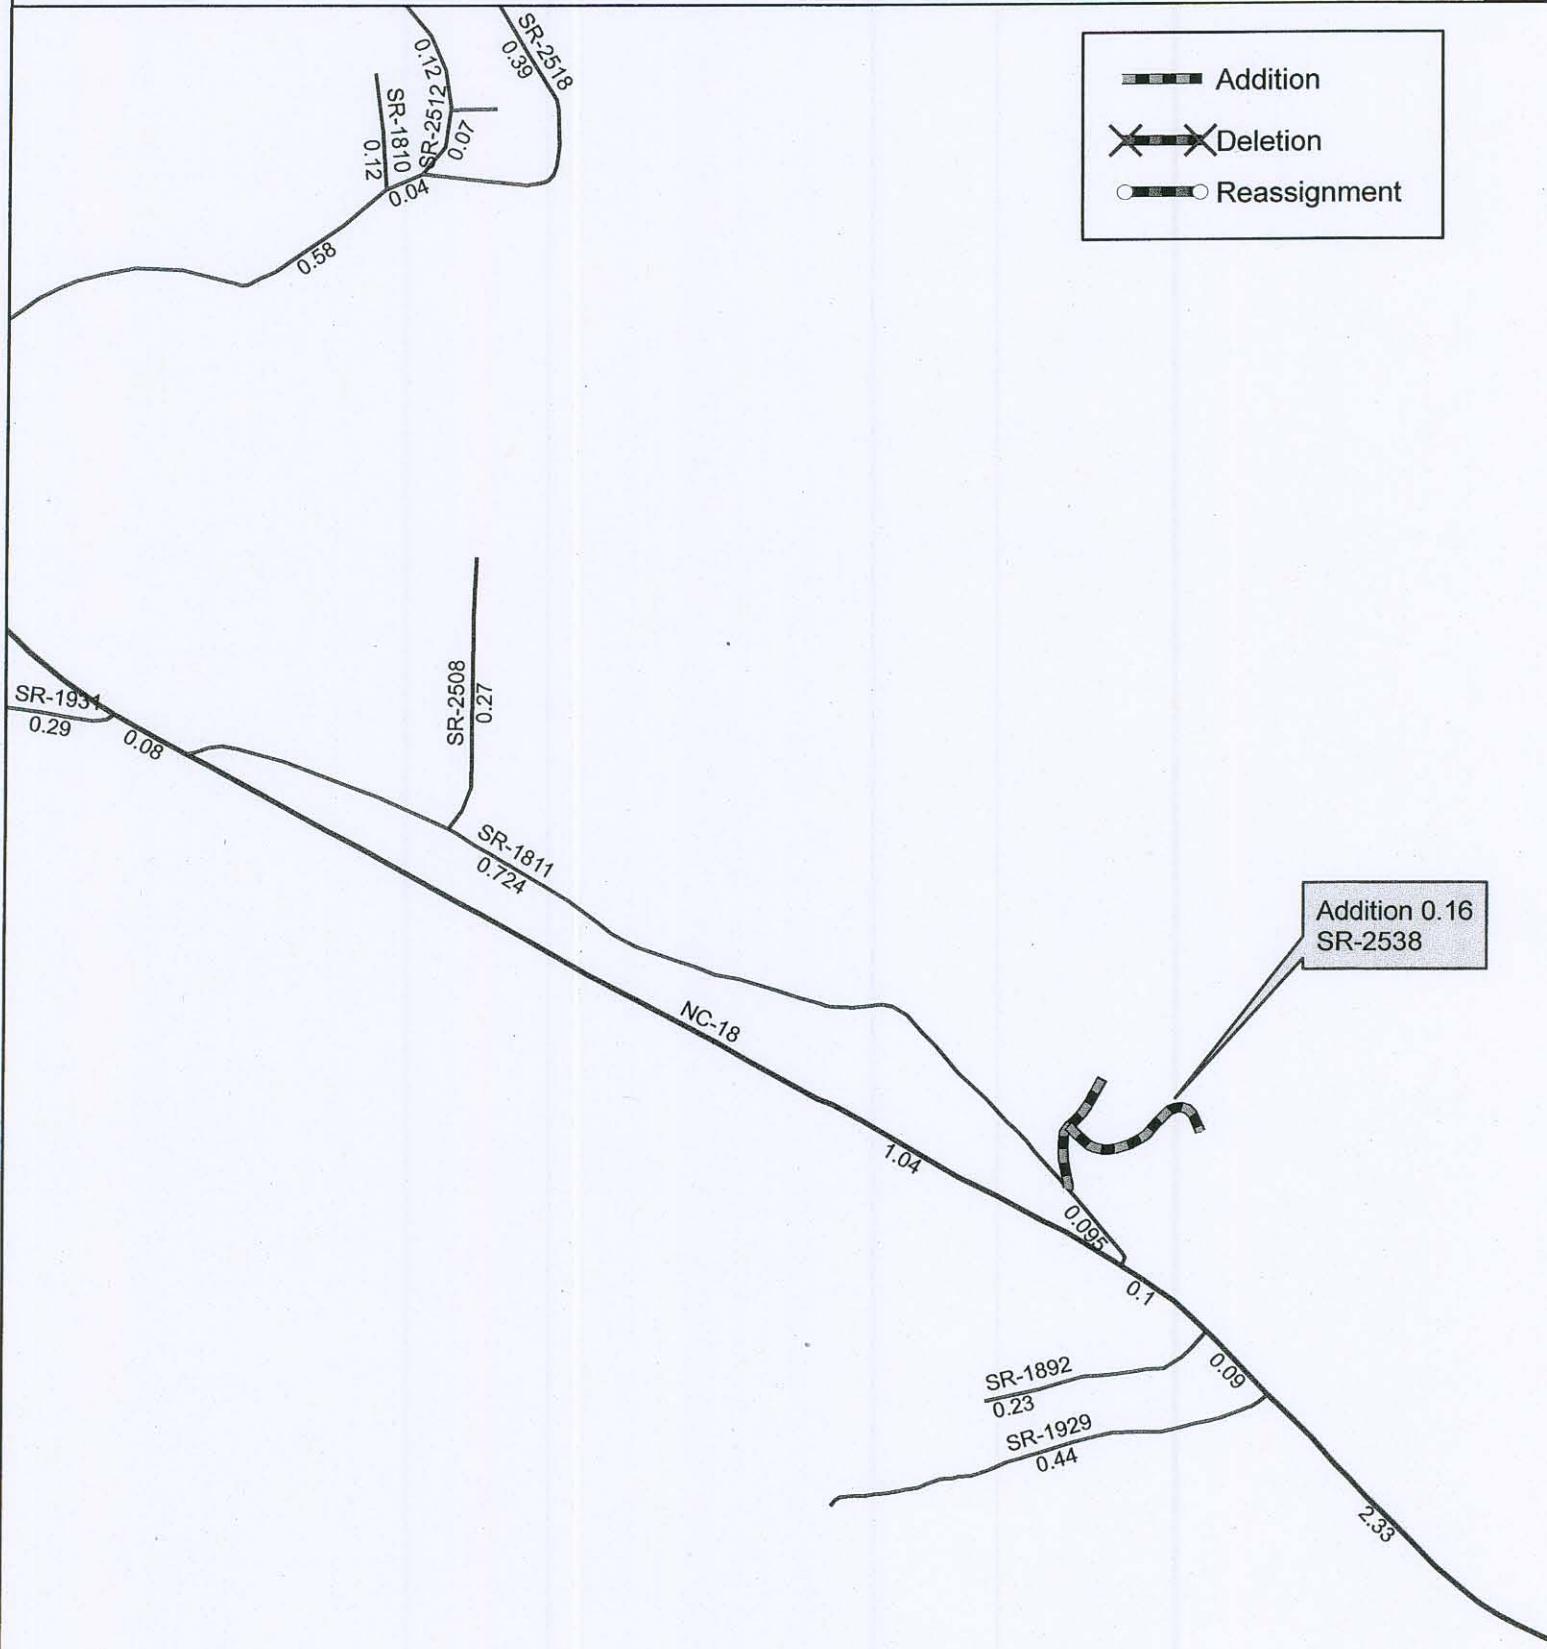 SR-2518
0.39
0.12
SR-2512
0.07
SR-1810
0.12
0.04
0.58
Addition
Deletion
Reassignment
SR-2508
0.27
SR-1931
0.29
0.08
SR-1811
0.724
Addition 0.16
SR-2538
NC-18
1.04
0.095
0.1
0.09
SR-1892
0.23
SR-1929
0.44
2.33